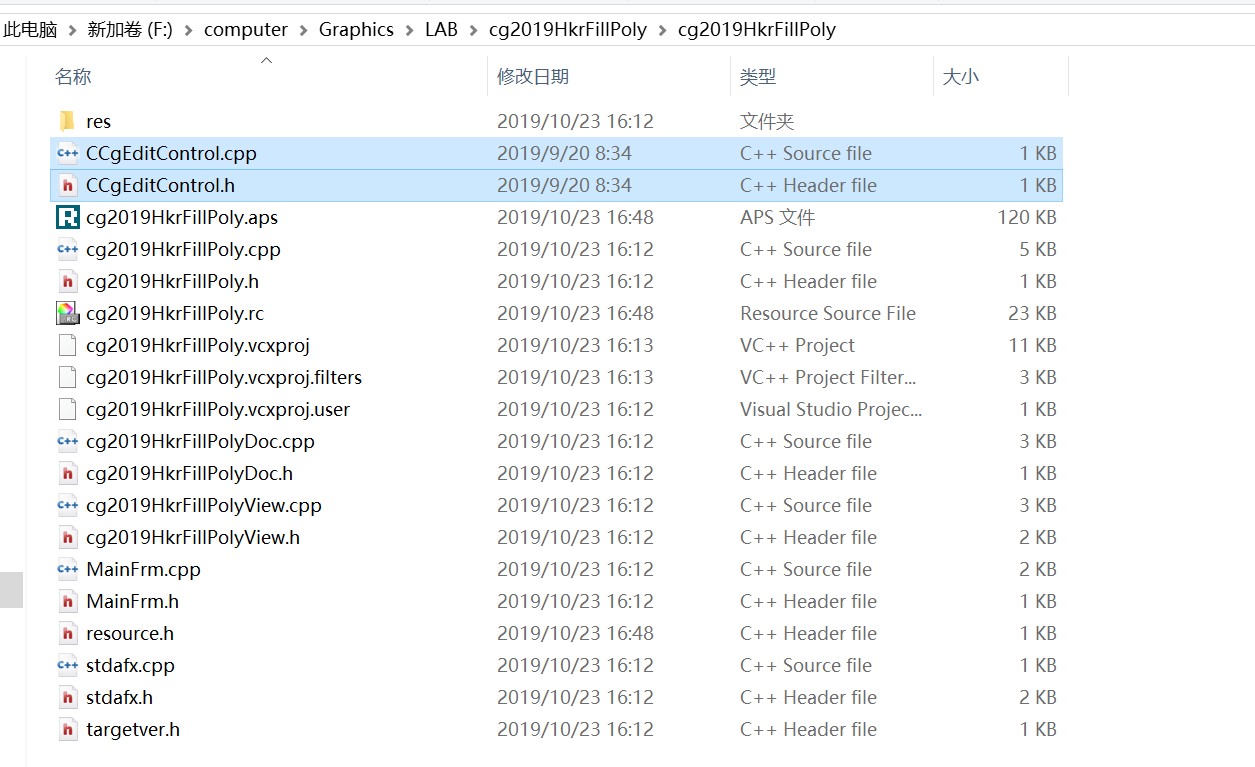 此电脑 > 新加卷 (F:) > computer > Graphics > LAB > cg2019HkrFillPoly > cg2019HkrFillPoly
名称 修改日期 类型 大小
res 2019/10/23 16:12 文件夹
CCgEditControl.cpp 2019/9/20 8:34 C++ Source file 1 KB
CCgEditControl.h 2019/9/20 8:34 C++ Header file 1 KB
cg2019HkrFillPoly.aps 2019/10/23 16:48 APS 文件 120 KB
cg2019HkrFillPoly.cpp 2019/10/23 16:12 C++ Source file 5 KB
cg2019HkrFillPoly.h 2019/10/23 16:12 C++ Header file 1 KB
cg2019HkrFillPoly.rc 2019/10/23 16:48 Resource Source File 23 KB
cg2019HkrFillPoly.vcxproj 2019/10/23 16:13 VC++ Project 11 KB
cg2019HkrFillPoly.vcxproj.filters 2019/10/23 16:13 VC++ Project Filter... 3 KB
cg2019HkrFillPoly.vcxproj.user 2019/10/23 16:12 Visual Studio Projec... 1 KB
cg2019HkrFillPolyDoc.cpp 2019/10/23 16:12 C++ Source file 3 KB
cg2019HkrFillPolyDoc.h 2019/10/23 16:12 C++ Header file 1 KB
cg2019HkrFillPolyView.cpp 2019/10/23 16:12 C++ Source file 3 KB
cg2019HkrFillPolyView.h 2019/10/23 16:12 C++ Header file 2 KB
MainFrm.cpp 2019/10/23 16:12 C++ Source file 2 KB
MainFrm.h 2019/10/23 16:12 C++ Header file 1 KB
resource.h 2019/10/23 16:48 C++ Header file 1 KB
stdafx.cpp 2019/10/23 16:12 C++ Source file 1 KB
stdafx.h 2019/10/23 16:12 C++ Header file 2 KB
targetver.h 2019/10/23 16:12 C++ Header file 1 KB